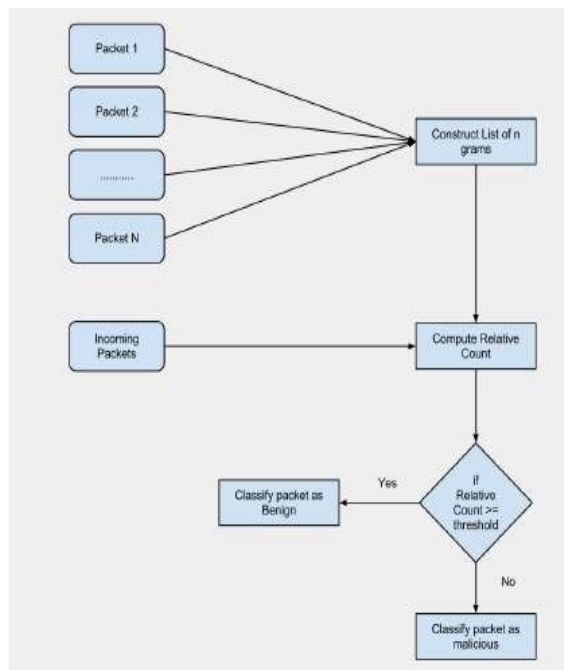 Packet 1
Packet 2
...........
Packet N
Construct List of n
grams
Incoming
Packets
Compute Relative
Count
if
Relative
Count >=
threshold
Yes
Classify packet as
Benign
No
Classify packet as
malicious